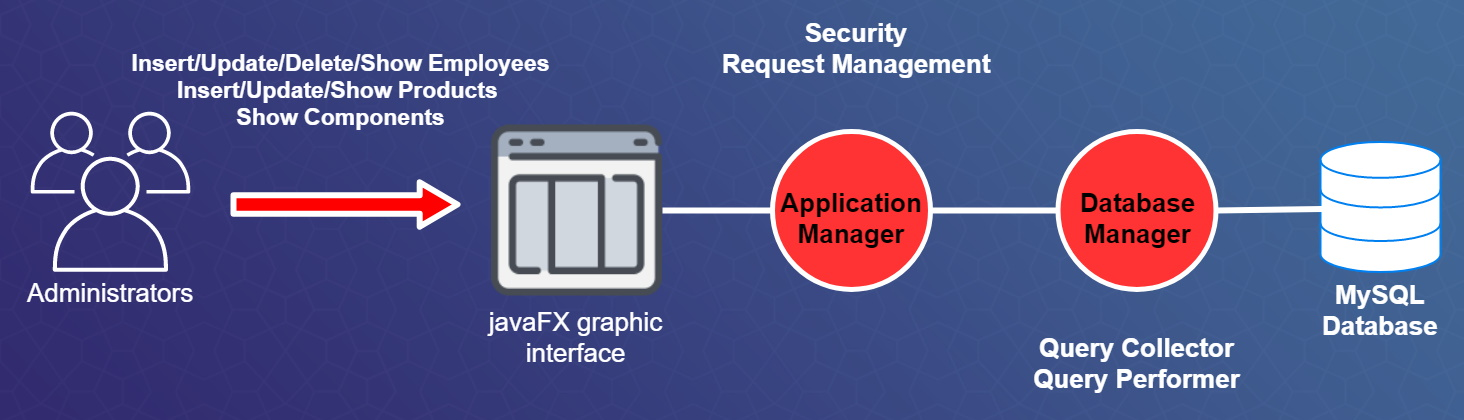 Insert/Update/Delete/Show Employees
Insert/Update/Show Products
Show Components
Administrators
javaFX graphic
interface
Security
Request Management
Application
Manager
Database
Manager
Query Collector
Query Performer
MySQL
Database